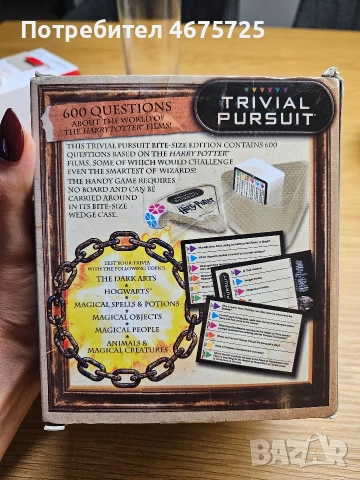 Потребител 4675725
600 QUESTIONS
ABOUT THE WORLD OF
THE HARRY POTTER™ FILMS!
TRIVIAL
PURSUIT
THIS TRIVIAL PURSUIT BITE-SIZE EDITION CONTAINS 600
QUESTIONS BASED ON THE HARRY POTTER™
FILMS, SOME OF WHICH WOULD CHALLENGE
EVEN THE SMARTEST OF WIZARDS!
THE HANDY GAME REQUIRES
NO BOARD AND CAN BE
CARRIED AROUND
IN ITS BITE-SIZE
WEDGE CASE.
Harry Potter
TEST YOUR TRIVIA
WITH THE FOLLOWING TOPICS:
THE DARK ARTS
HOGWARTS™
MAGICAL SPELLS & POTIONS
MAGICAL OBJECTS
MAGICAL PEOPLE
ANIMALS &
MAGICAL CREATURES
BAZAR